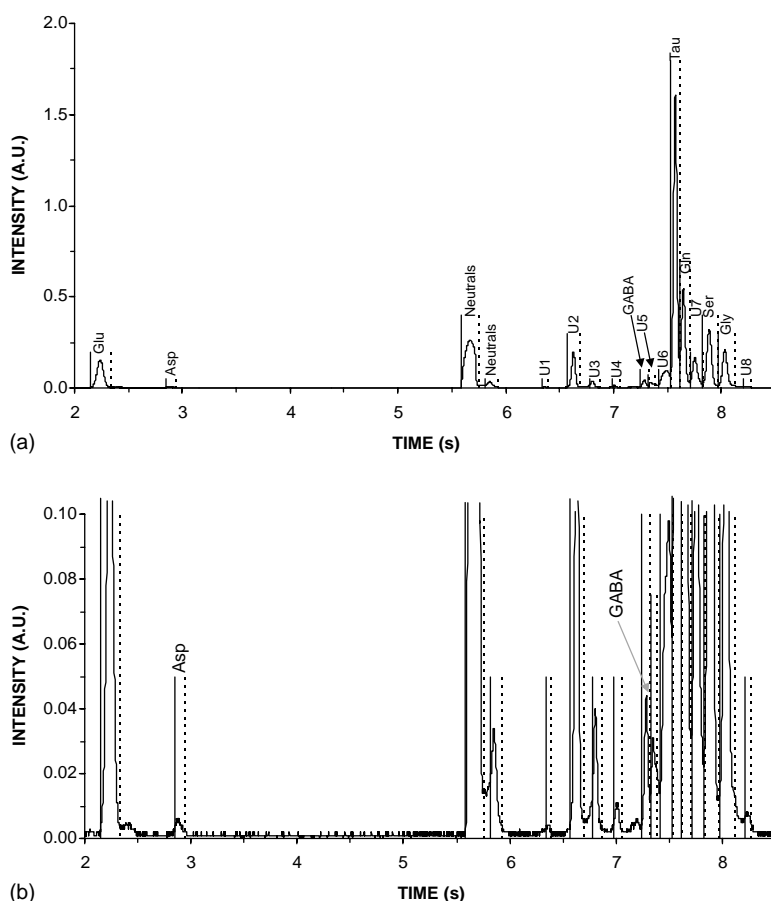 2.0
1.5
1.0
0.5
0.0
INTENSITY (A.U.)
Glu
Asp
Neutrals
Neutrals
U1
U2
U3
U4
GABA
U5
U6
Tau
Gln
U7
Ser
Gly
U8
2 3 4 5 6 7 8
TIME (s)
(a)
0.10
0.08
0.06
0.04
0.02
0.00
INTENSITY (A.U.)
Asp
GABA
2 3 4 5 6 7 8
TIME (s)
(b)